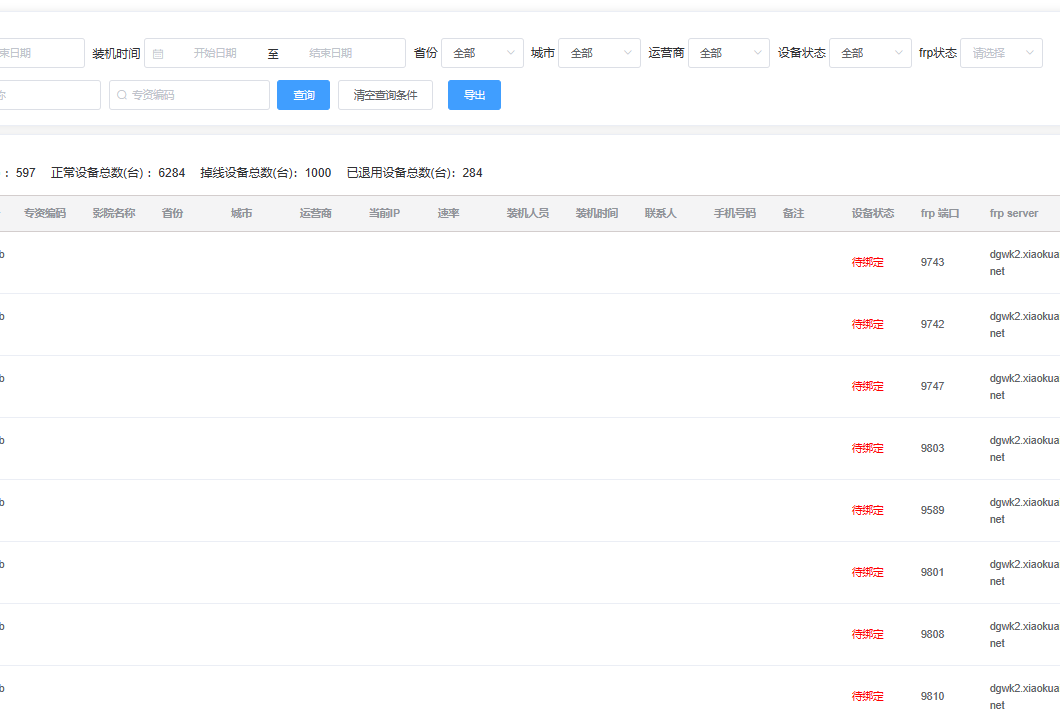 束日期 装机时间 开始日期 至 结束日期 省份 全部 城市 全部 运营商 全部 设备状态 全部 frp状态 请选择
专资编码 查询 清空查询条件 导出
：597 正常设备总数(台)：6284 掉线设备总数(台)：1000 已退用设备总数(台)：284
专资编码 影院名称 省份 城市 运营商 当前IP 速率 装机人员 装机时间 联系人 手机号码 备注 设备状态 frp 端口 frp server
b 待绑定 9743 dgwk2.xiaokua
net
b 待绑定 9742 dgwk2.xiaokua
net
b 待绑定 9747 dgwk2.xiaokua
net
b 待绑定 9803 dgwk2.xiaokua
net
b 待绑定 9589 dgwk2.xiaokua
net
b 待绑定 9801 dgwk2.xiaokua
net
b 待绑定 9808 dgwk2.xiaokua
net
b 待绑定 9810 dgwk2.xiaokua
net